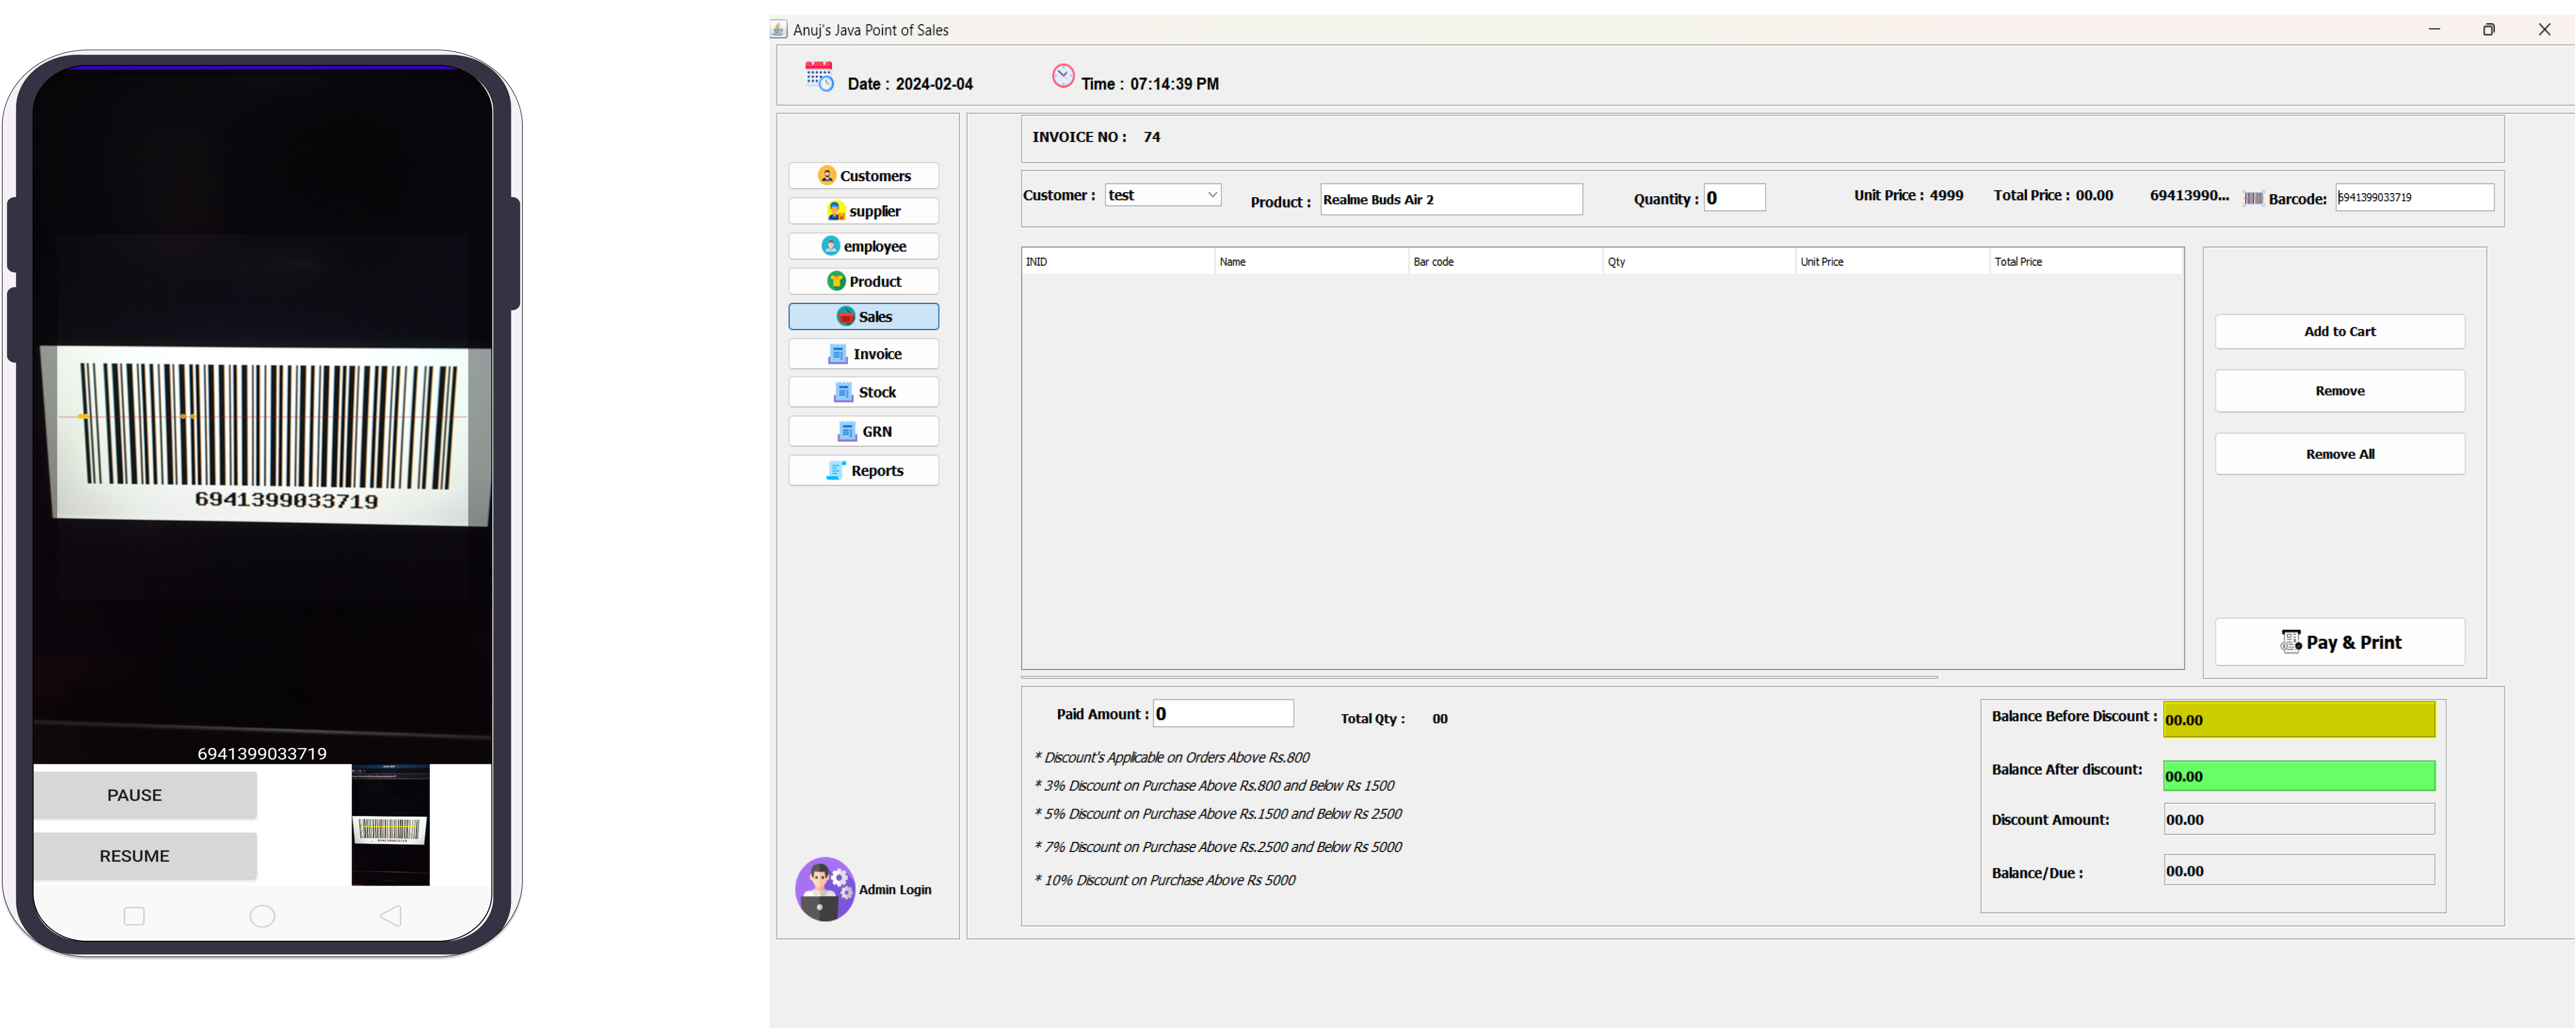 6941399033719
6941399033719
PAUSE
RESUME
Anuj's Java Point of Sales
Date : 2024-02-04
Time : 07:14:39 PM
Customers
supplier
employee
Product
Sales
Invoice
Stock
GRN
Reports
Admin Login
INVOICE NO : 74
Customer : test Product : Realme Buds Air 2 Quantity : 0 Unit Price : 4999 Total Price : 00.00 69413990... Barcode: 6941399033719
INID Name Bar code Qty Unit Price Total Price
Add to Cart
Remove
Remove All
Pay & Print
Paid Amount : 0 Total Qty : 00
* Discount's Applicable on Orders Above Rs.800
* 3% Discount on Purchase Above Rs.800 and Below Rs 1500
* 5% Discount on Purchase Above Rs.1500 and Below Rs 2500
* 7% Discount on Purchase Above Rs.2500 and Below Rs 5000
* 10% Discount on Purchase Above Rs 5000
Balance Before Discount : 00.00
Balance After discount: 00.00
Discount Amount: 00.00
Balance/Due : 00.00